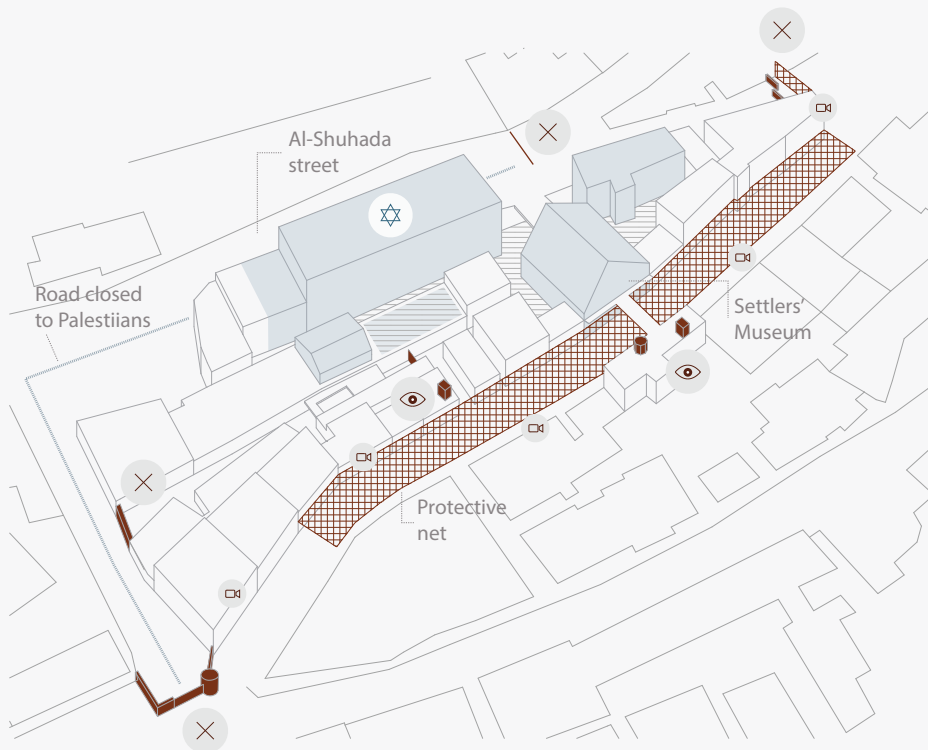 Al-Shuhada
street
Road closed
to Palestiians
Settlers’
Museum
Protective
net